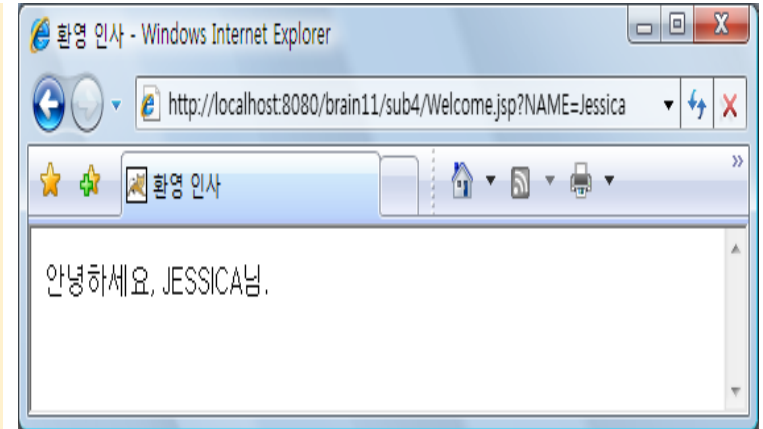 환영 인사 - Windows Internet Explorer
http://localhost:8080/brain11/sub4/Welcome.jsp?NAME=Jessica
환영 인사
안녕하세요, JESSICA님.